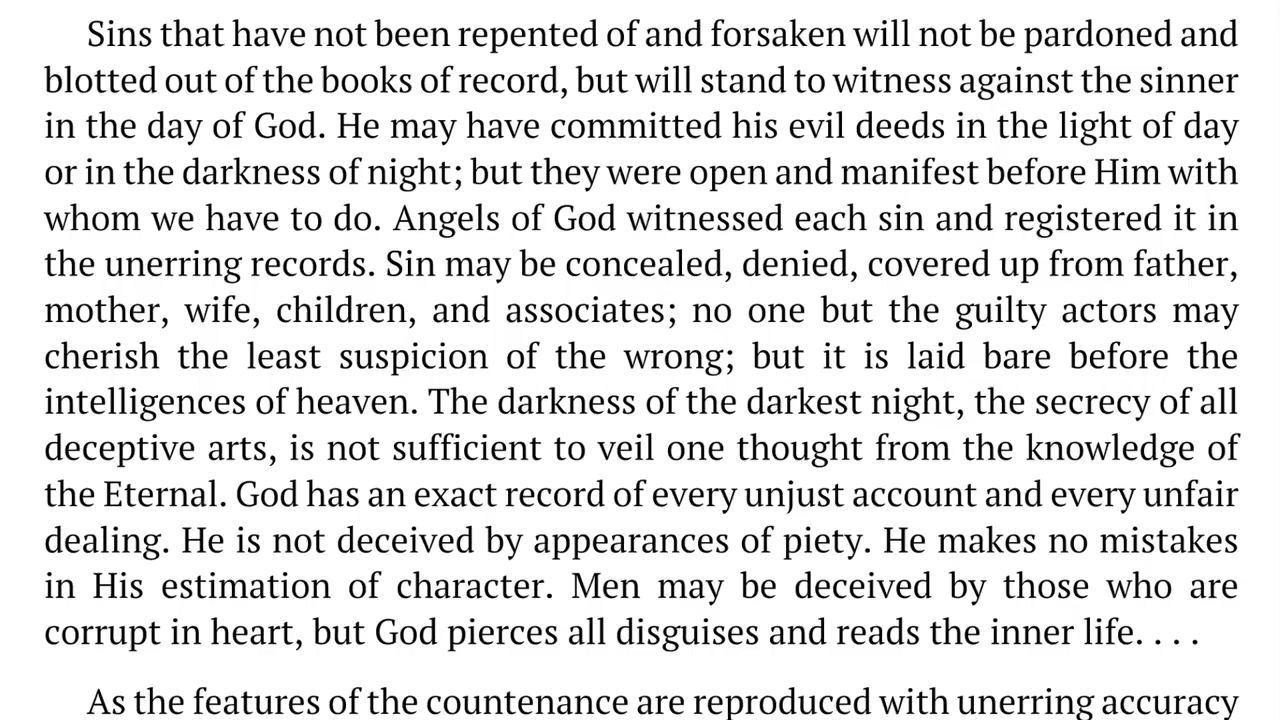 Sins that have not been repented of and forsaken will not be pardoned and
blotted out of the books of record, but will stand to witness against the sinner
in the day of God. He may have committed his evil deeds in the light of day
or in the darkness of night; but they were open and manifest before Him with
whom we have to do. Angels of God witnessed each sin and registered it in
the unerring records. Sin may be concealed, denied, covered up from father,
mother, wife, children, and associates; no one but the guilty actors may
cherish the least suspicion of the wrong; but it is laid bare before the
intelligences of heaven. The darkness of the darkest night, the secrecy of all
deceptive arts, is not sufficient to veil one thought from the knowledge of
the Eternal. God has an exact record of every unjust account and every unfair
dealing. He is not deceived by appearances of piety. He makes no mistakes
in His estimation of character. Men may be deceived by those who are
corrupt in heart, but God pierces all disguises and reads the inner life. . . .
As the features of the countenance are reproduced with unerring accuracy